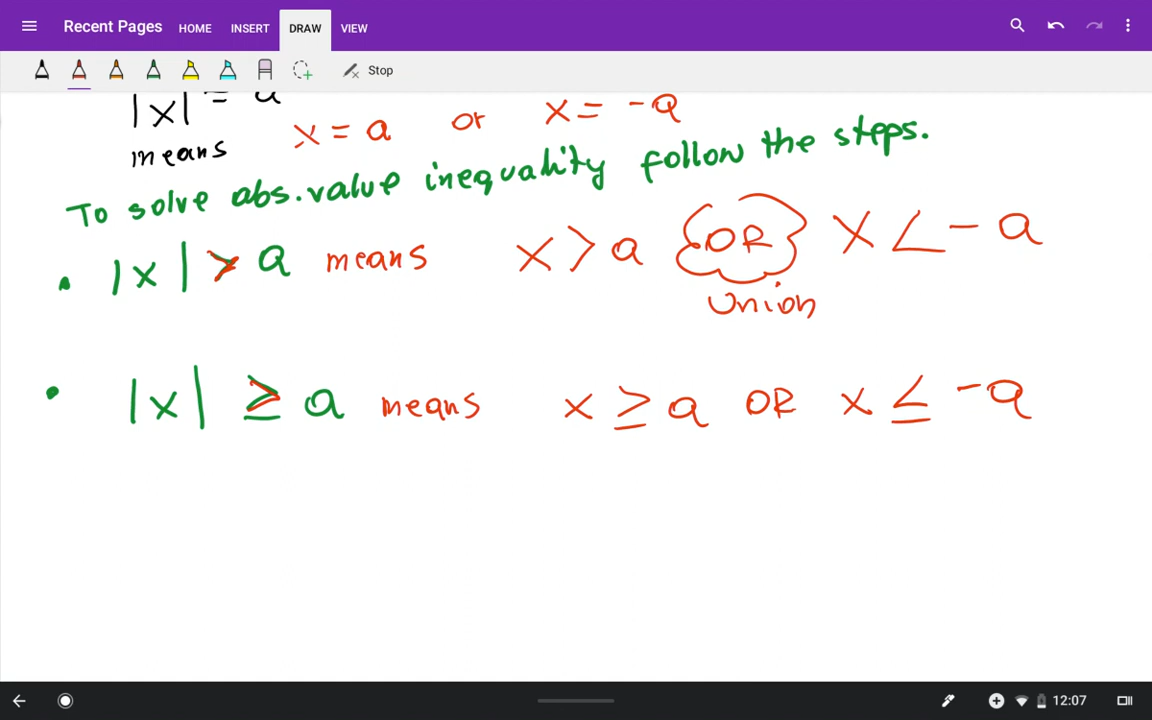 Recent Pages HOME INSERT DRAW VIEW
Stop
|x| = a
means x = a or x = -a
To solve abs.value inequality follow the steps.
• |x| > a means x > a {OR} x < - a
Union
• |x| ≥ a means x ≥ a OR x ≤ -a
12:07